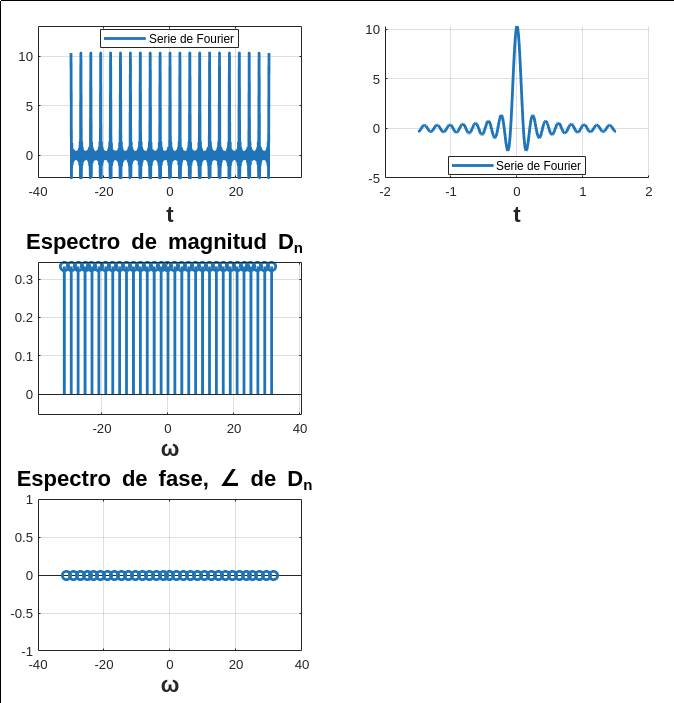 Serie de Fourier
10
5
0
-40 -20 0 20
t
10
5
0
-5
-2 -1 0 1 2
Serie de Fourier
t
Espectro de magnitud Dn
0.3
0.2
0.1
0
-20 0 20 40
ω
Espectro de fase, ∠ de Dn
1
0.5
0
-0.5
-1
-40 -20 0 20 40
ω